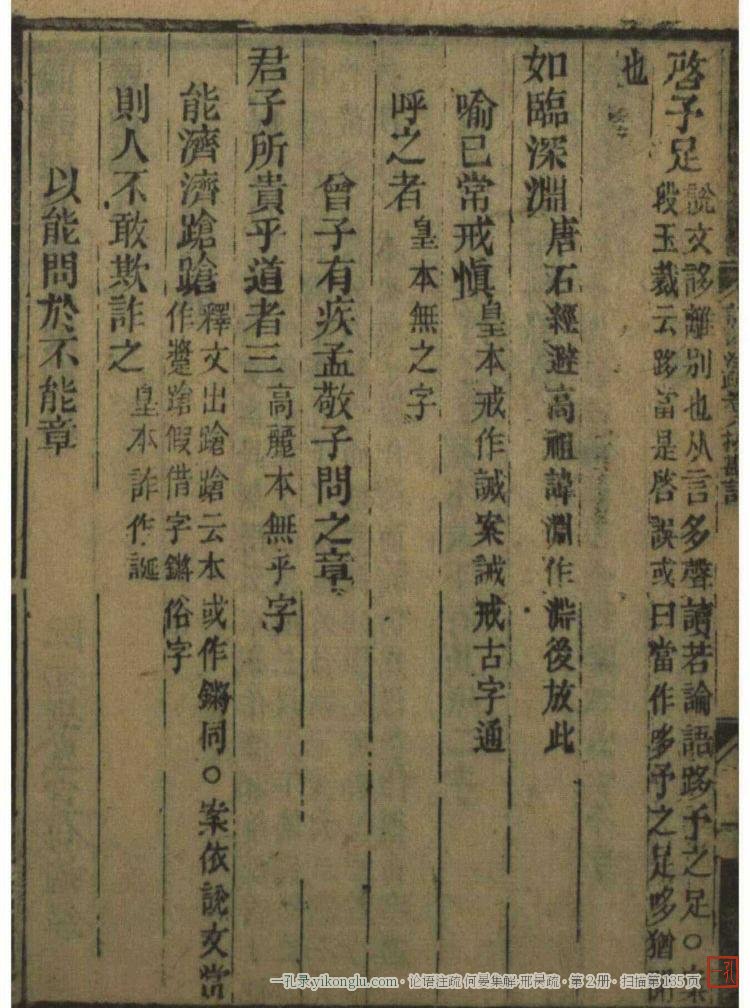 啓予足說文誃離別也从言多聲讀若論語跢予之足○案
段玉裁云跢當是啓誤或曰當作哆予之足哆猶
也
如臨深淵唐石經避高祖諱淵作㴊後放此
喻已常戒愼皇本戒作誡案誡戒古字通
呼之者皇本無之字
曾子有疾孟敬子問之章
君子所貴乎道者三高麗本無乎字
能濟濟蹌蹌釋文出蹌蹌云本或作鏘同○案依說文當
作蹩蹌假借字鏘俗字
則人不敢欺詐之皇本詐作誕
以能問於不能章
一孔录yikonglu.com·论语注疏.何晏集解.邢昺疏·第2册·扫描第135页
一孔